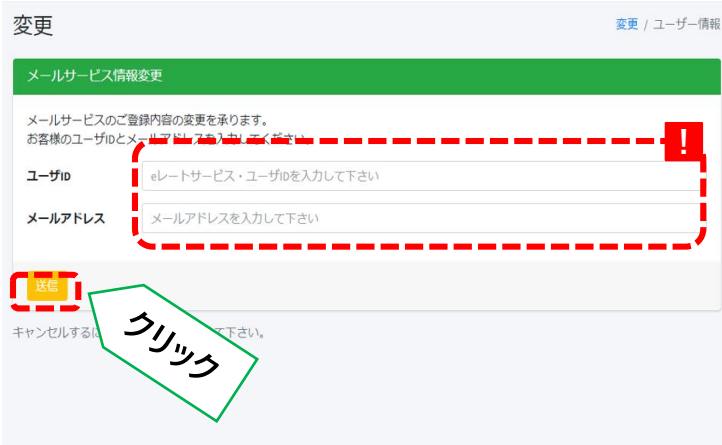 変更
変更 / ユーザー情報
メールサービス情報変更
メールサービスのご登録内容の変更を承ります。
お客様のユーザIDとメールアドレスを入力してください
!
ユーザID
eレートサービス・ユーザIDを入力して下さい
メールアドレス
メールアドレスを入力して下さい
送信
クリック
キャンセルするに
て下さい。